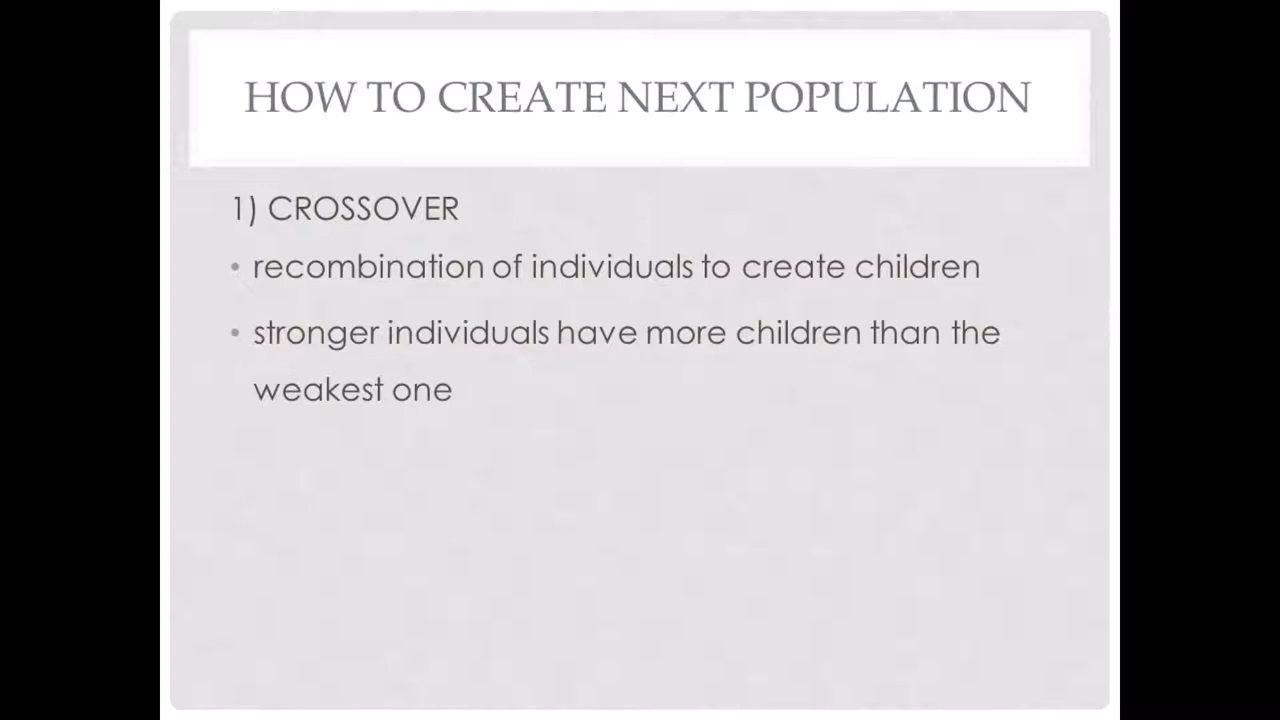 HOW TO CREATE NEXT POPULATION
1) CROSSOVER
• recombination of individuals to create children
• stronger individuals have more children than the
weakest one